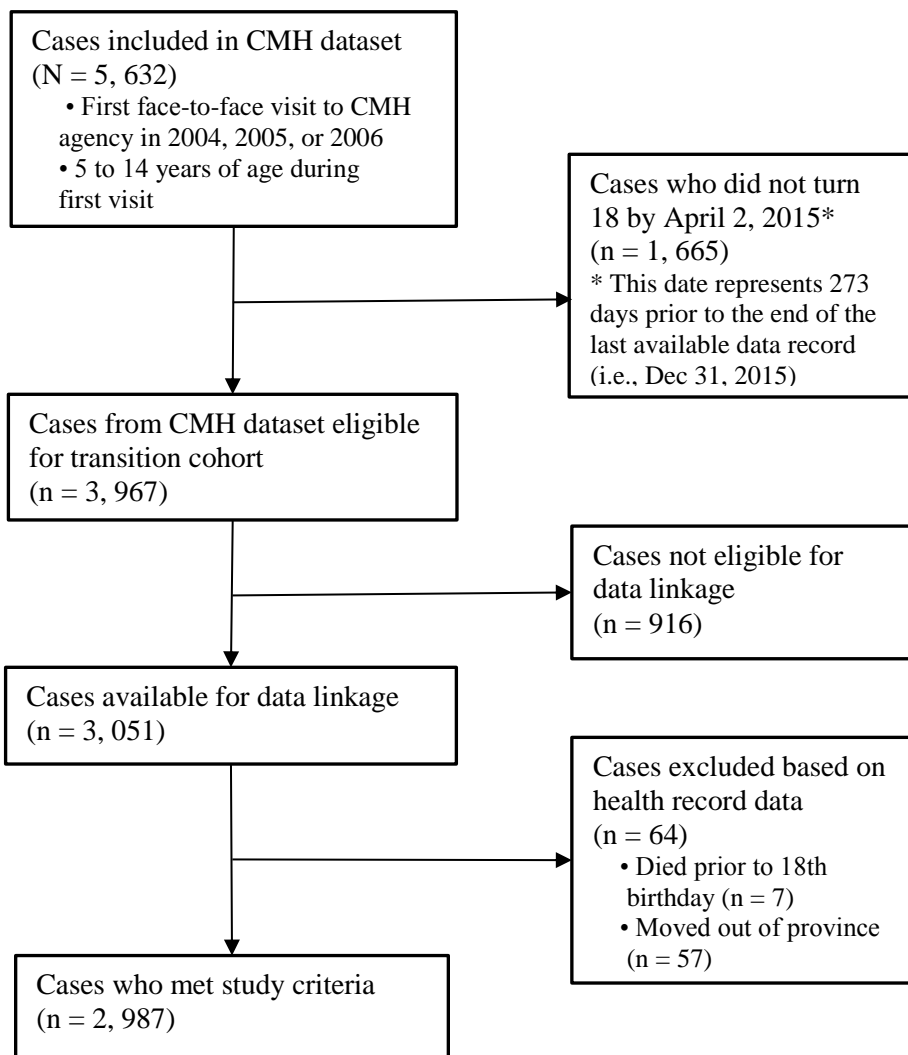 Cases included in CMH dataset
(N = 5, 632)
• First face-to-face visit to CMH
agency in 2004, 2005, or 2006
• 5 to 14 years of age during
first visit
Cases who did not turn
18 by April 2, 2015*
(n = 1, 665)
* This date represents 273
days prior to the end of the
last available data record
(i.e., Dec 31, 2015)
Cases from CMH dataset eligible
for transition cohort
(n = 3, 967)
Cases not eligible for
data linkage
(n = 916)
Cases available for data linkage
(n = 3, 051)
Cases excluded based on
health record data
(n = 64)
• Died prior to 18th
birthday (n = 7)
• Moved out of province
(n = 57)
Cases who met study criteria
(n = 2, 987)